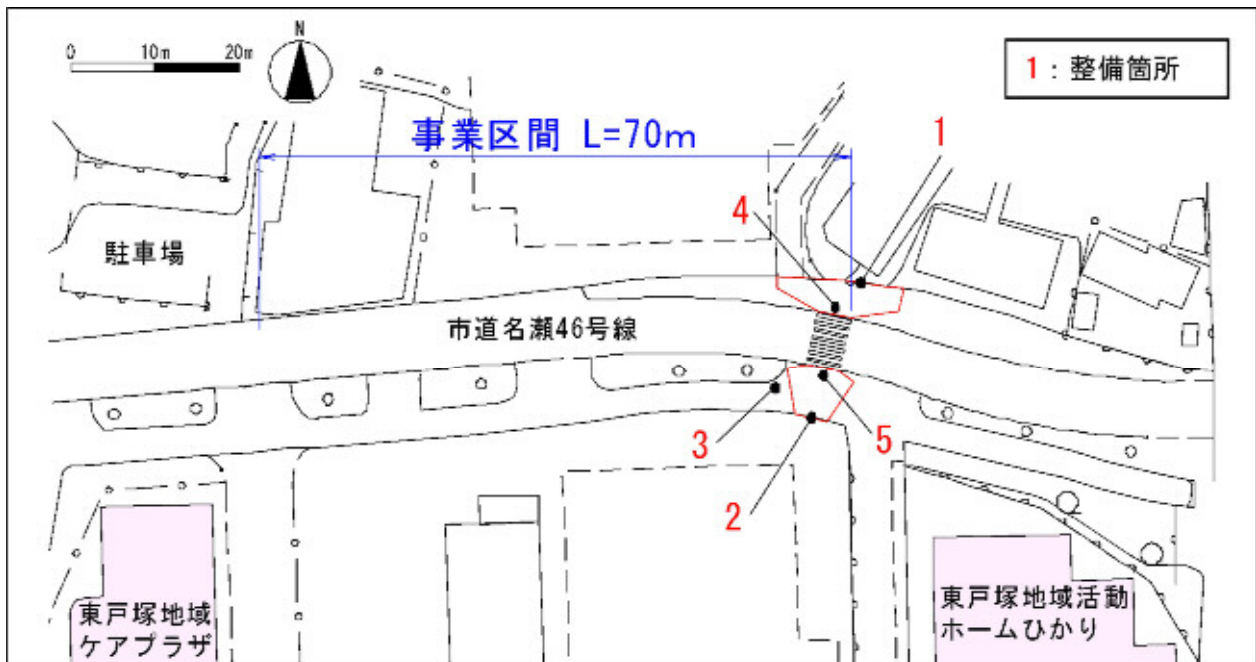 N
0 10m 20m
1:整備箇所
事業区間 L=70m
1
4
駐車場
市道名瀬46号線
3
5
2
東戸塚地域
ケアプラザ
東戸塚地域活動
ホームひかり